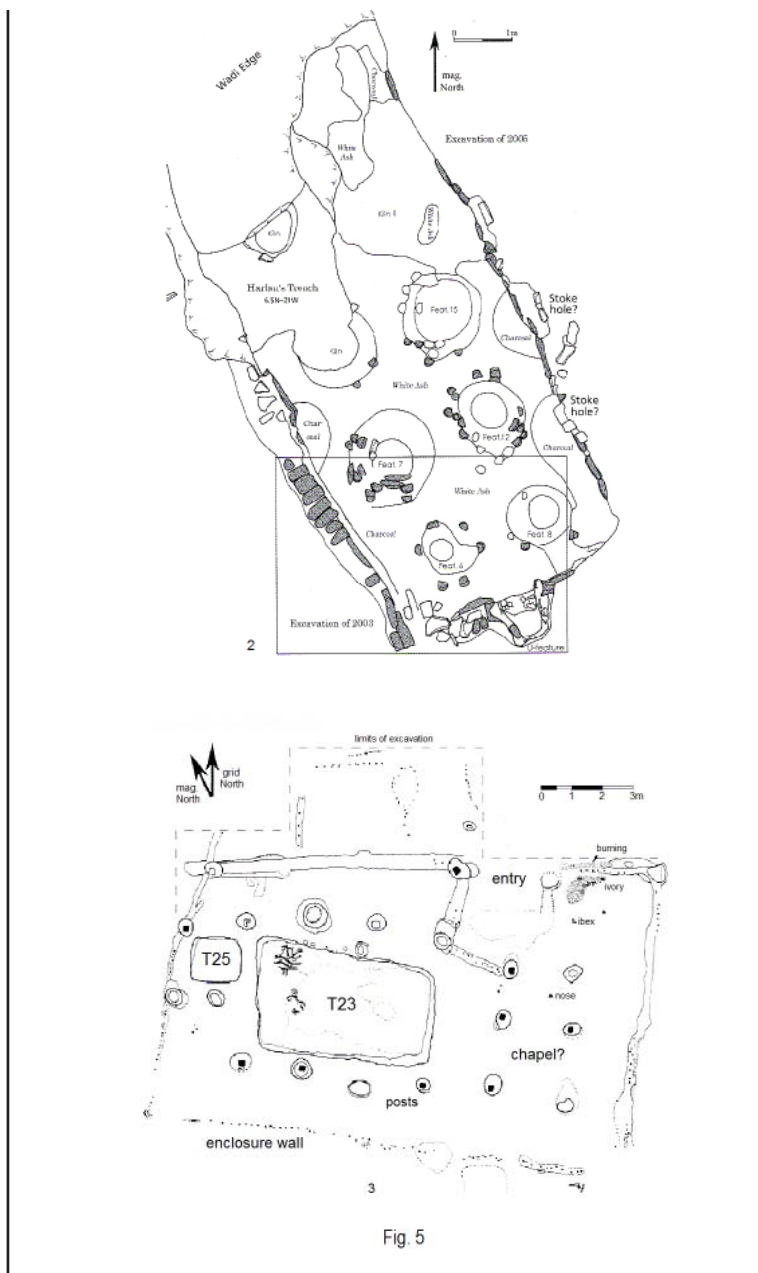 0 1m
mag.
North
Wadi Edge
Charcoal
Excavation of 2005
White
Ash
Kiln 1
White Ash
Kiln
Harlan's Trench
6.5N-21W
Feat. 15
Stoke
hole?
Charcoal
Kiln
White Ash
Stoke
hole?
Char
coal
Feat. 12
Charcoal
Feat. 7
White Ash
Charcoal
Feat. 8
Feat. 4
Excavation of 2003
2
U-feature
limits of excavation
mag.
North
grid
North
0 1 2 3m
burning
entry
ivory
ibex
T25
T23
nose
chapel?
posts
enclosure wall
3
Fig. 5